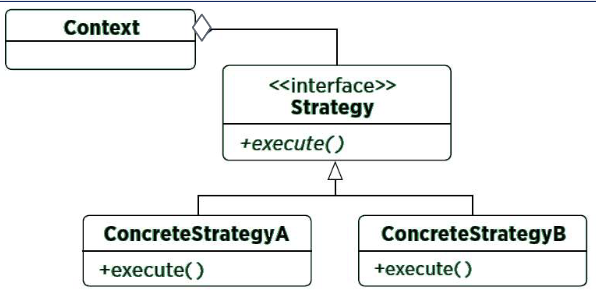 Context
<<interface>>
Strategy
+execute()
ConcreteStrategyA
+execute()
ConcreteStrategyB
+execute()